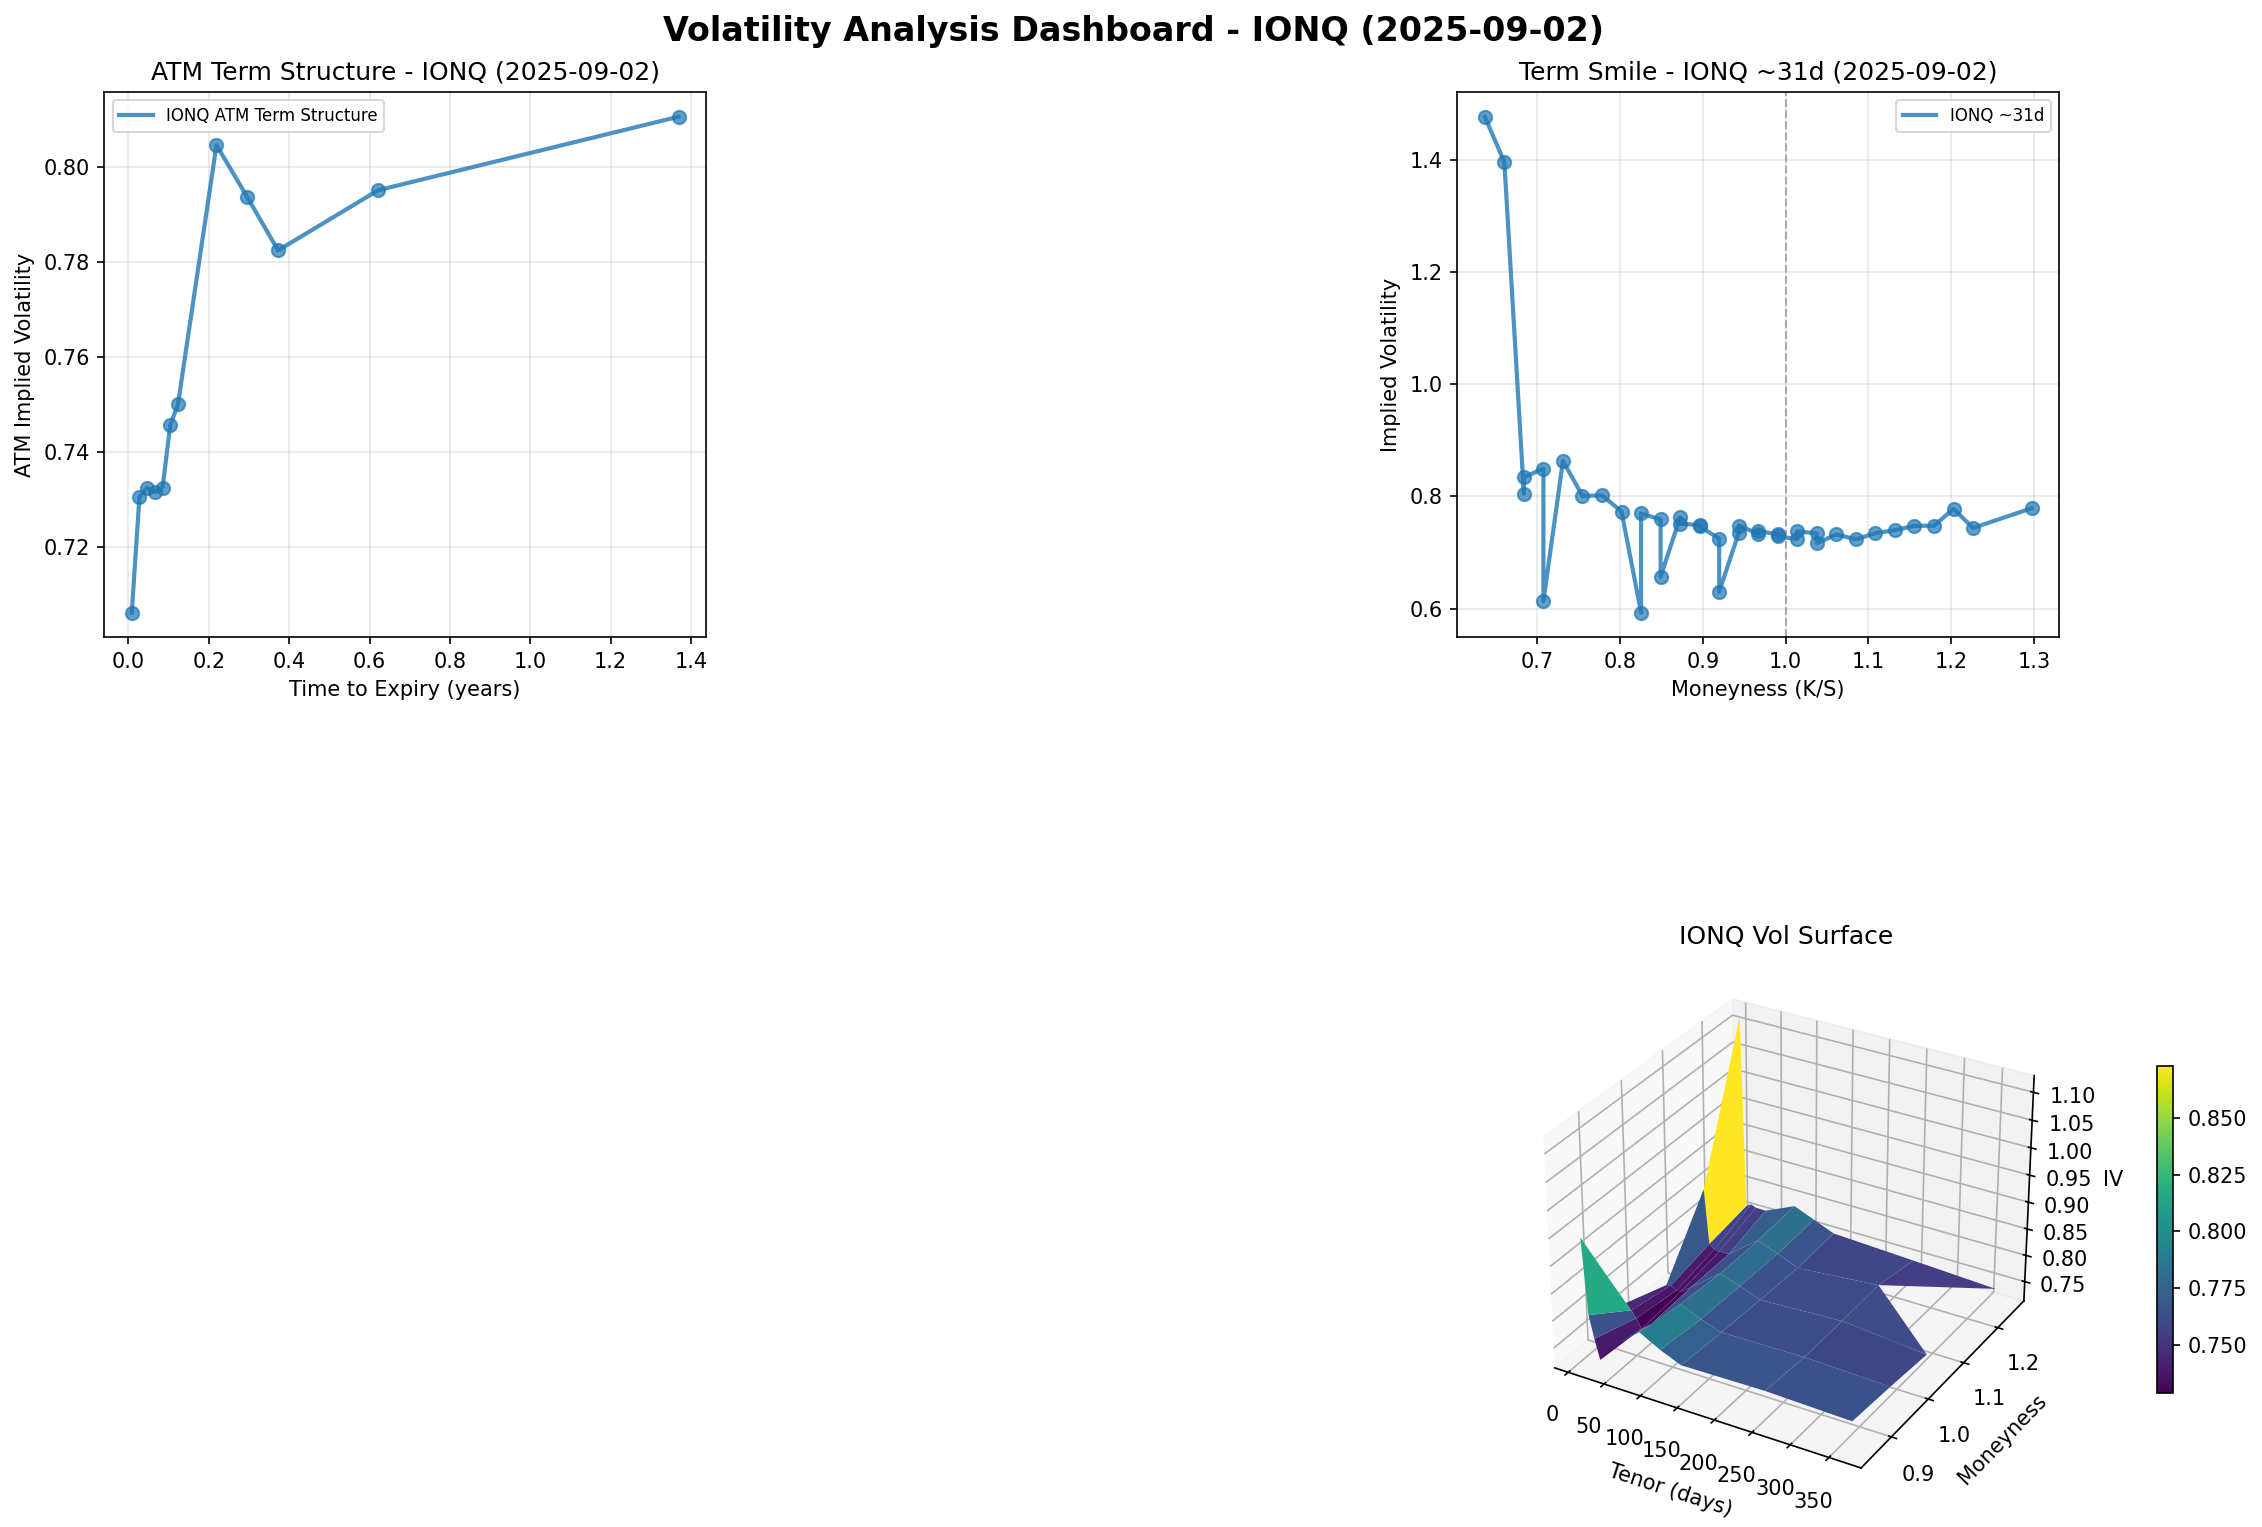 Volatility Analysis Dashboard - IONQ (2025-09-02)
ATM Term Structure - IONQ (2025-09-02)
IONQ ATM Term Structure
ATM Implied Volatility
0.80
0.78
0.76
0.74
0.72
0.0 0.2 0.4 0.6 0.8 1.0 1.2 1.4
Time to Expiry (years)
Term Smile - IONQ ~31d (2025-09-02)
IONQ ~31d
Implied Volatility
1.4
1.2
1.0
0.8
0.6
0.7 0.8 0.9 1.0 1.1 1.2 1.3
Moneyness (K/S)
IONQ Vol Surface
1.10
1.05
1.00
0.95
0.90
0.85
0.80
0.75
IV
0 50 100 150 200 250 300 350
Tenor (days)
0.9 1.0 1.1 1.2
Moneyness
0.850
0.825
0.800
0.775
0.750